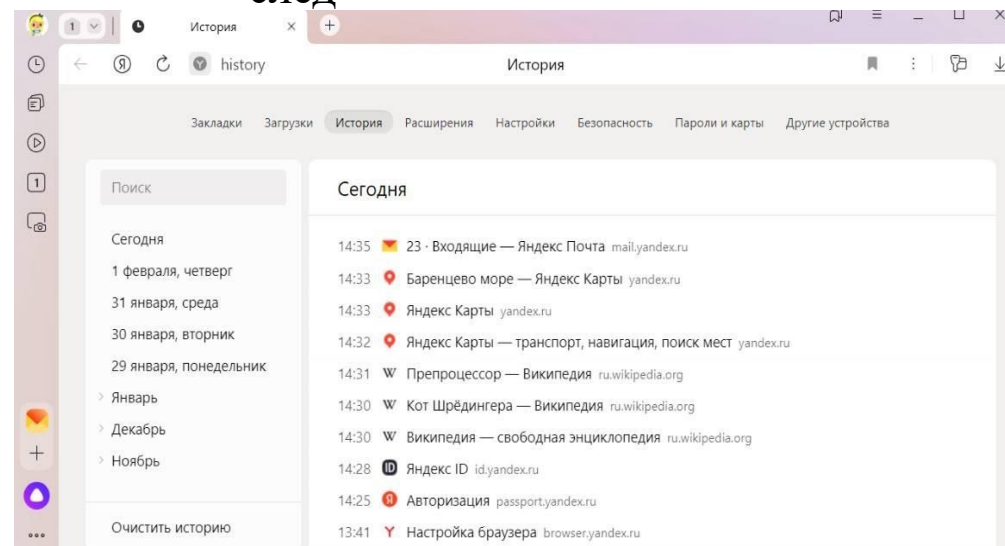 след
1 История
history История
Закладки Загрузки История Расширения Настройки Безопасность Пароли и карты Другие устройства
1
Поиск
Сегодня
1 февраля, четверг
31 января, среда
30 января, вторник
29 января, понедельник
Январь
Декабрь
Ноябрь
Очистить историю
Сегодня
14:35 23 · Входящие — Яндекс Почта mail.yandex.ru
14:33 Баренцево море — Яндекс Карты yandex.ru
14:33 Яндекс Карты yandex.ru
14:32 Яндекс Карты — транспорт, навигация, поиск мест yandex.ru
14:31 W Препроцессор — Википедия ru.wikipedia.org
14:30 W Кот Шрёдингера — Википедия ru.wikipedia.org
14:30 W Википедия — свободная энциклопедия ru.wikipedia.org
14:28 ID Яндекс ID id.yandex.ru
14:25 Я Авторизация passport.yandex.ru
13:41 Y Настройка браузера browser.yandex.ru